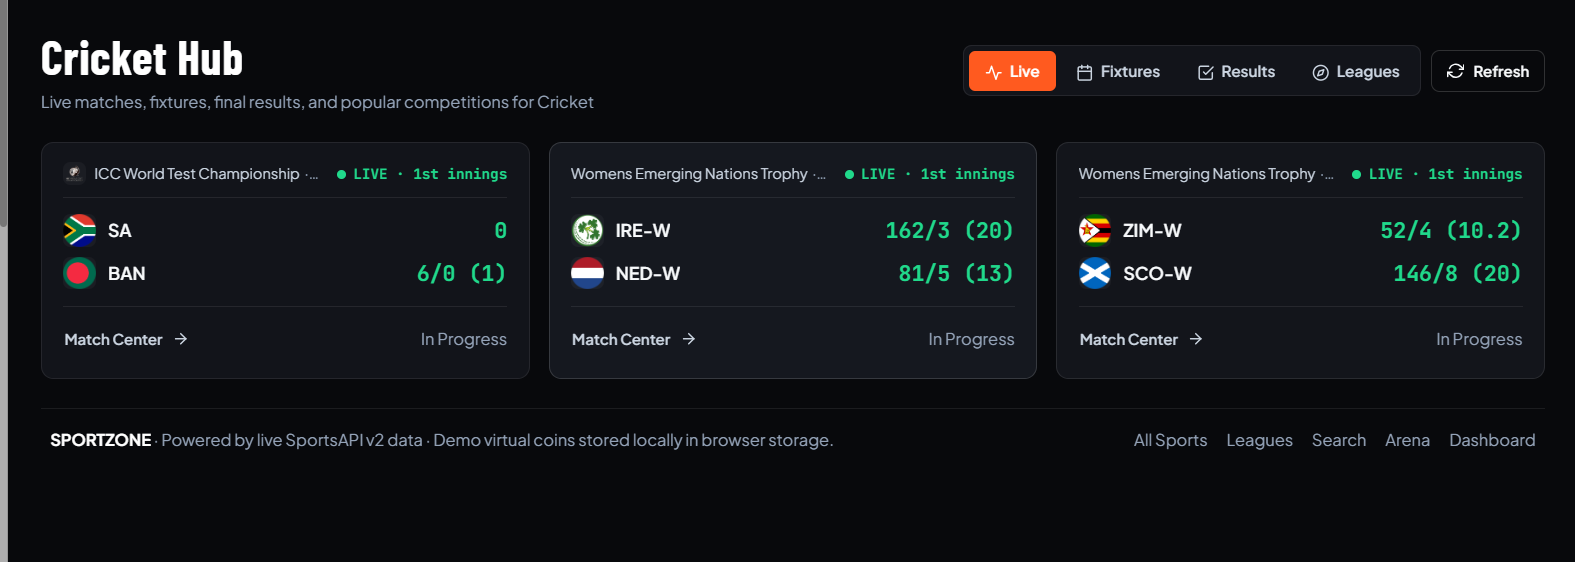 Cricket Hub
Live matches, fixtures, final results, and popular competitions for Cricket
Live Fixtures Results Leagues Refresh
ICC World Test Championship ·... LIVE · 1st innings
SA 0
BAN 6/0 (1)
Match Center → In Progress
Womens Emerging Nations Trophy ·... LIVE · 1st innings
IRE-W 162/3 (20)
NED-W 81/5 (13)
Match Center → In Progress
Womens Emerging Nations Trophy ·... LIVE · 1st innings
ZIM-W 52/4 (10.2)
SCO-W 146/8 (20)
Match Center → In Progress
SPORTZONE · Powered by live SportsAPI v2 data · Demo virtual coins stored locally in browser storage.
All Sports Leagues Search Arena Dashboard